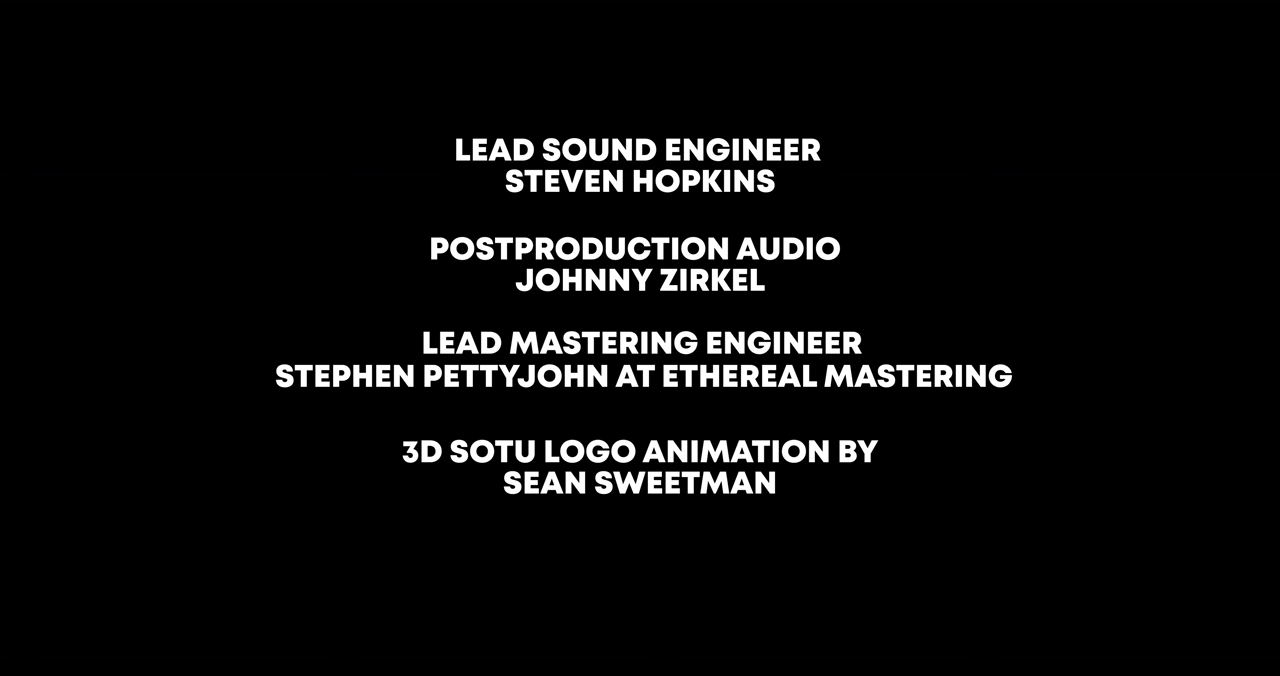 LEAD SOUND ENGINEER
STEVEN HOPKINS
POSTPRODUCTION AUDIO
JOHNNY ZIRKEL
LEAD MASTERING ENGINEER
STEPHEN PETTYJOHN AT ETHEREAL MASTERING
3D SOTU LOGO ANIMATION BY
SEAN SWEETMAN